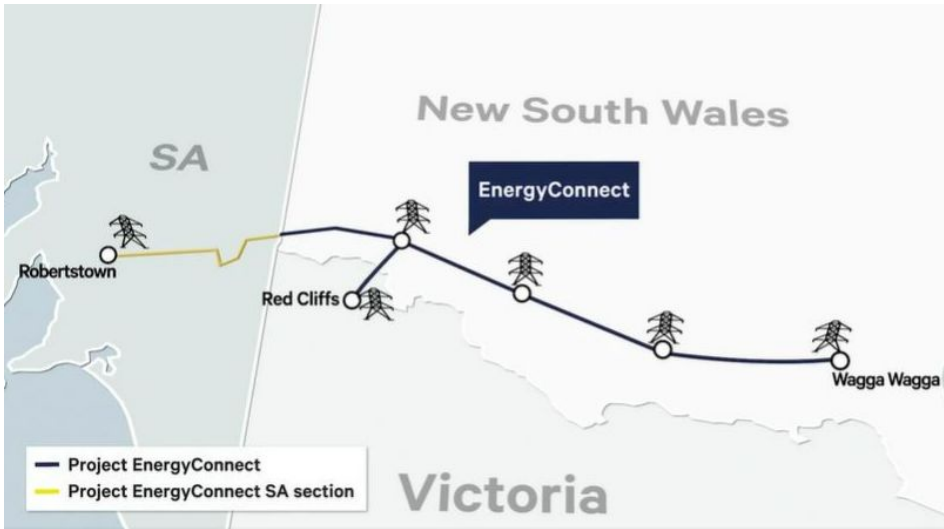 New South Wales
SA
EnergyConnect
Robertstown
Red Cliffs
Wagga Wagga
Project EnergyConnect
Project EnergyConnect SA section
Victoria